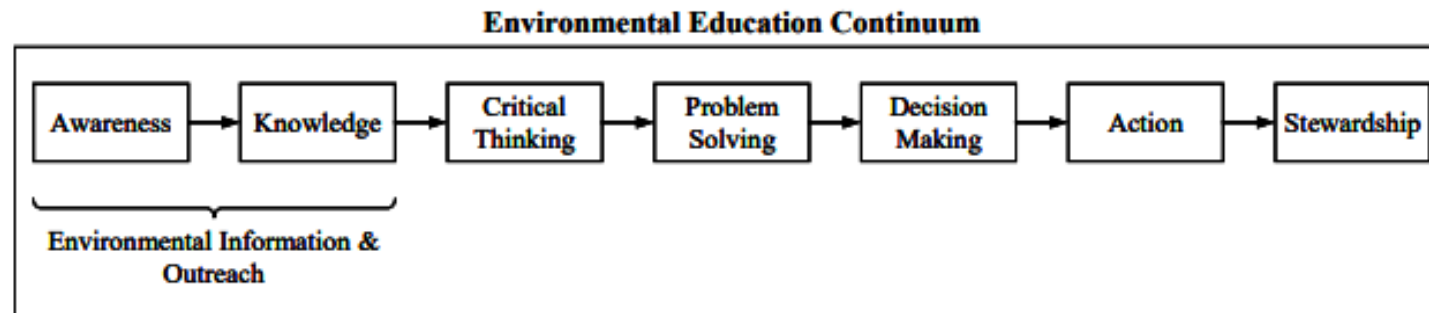 Environmental Education Continuum
Awareness
Knowledge
Critical
Thinking
Problem
Solving
Decision
Making
Action
Stewardship
Environmental Information &
Outreach